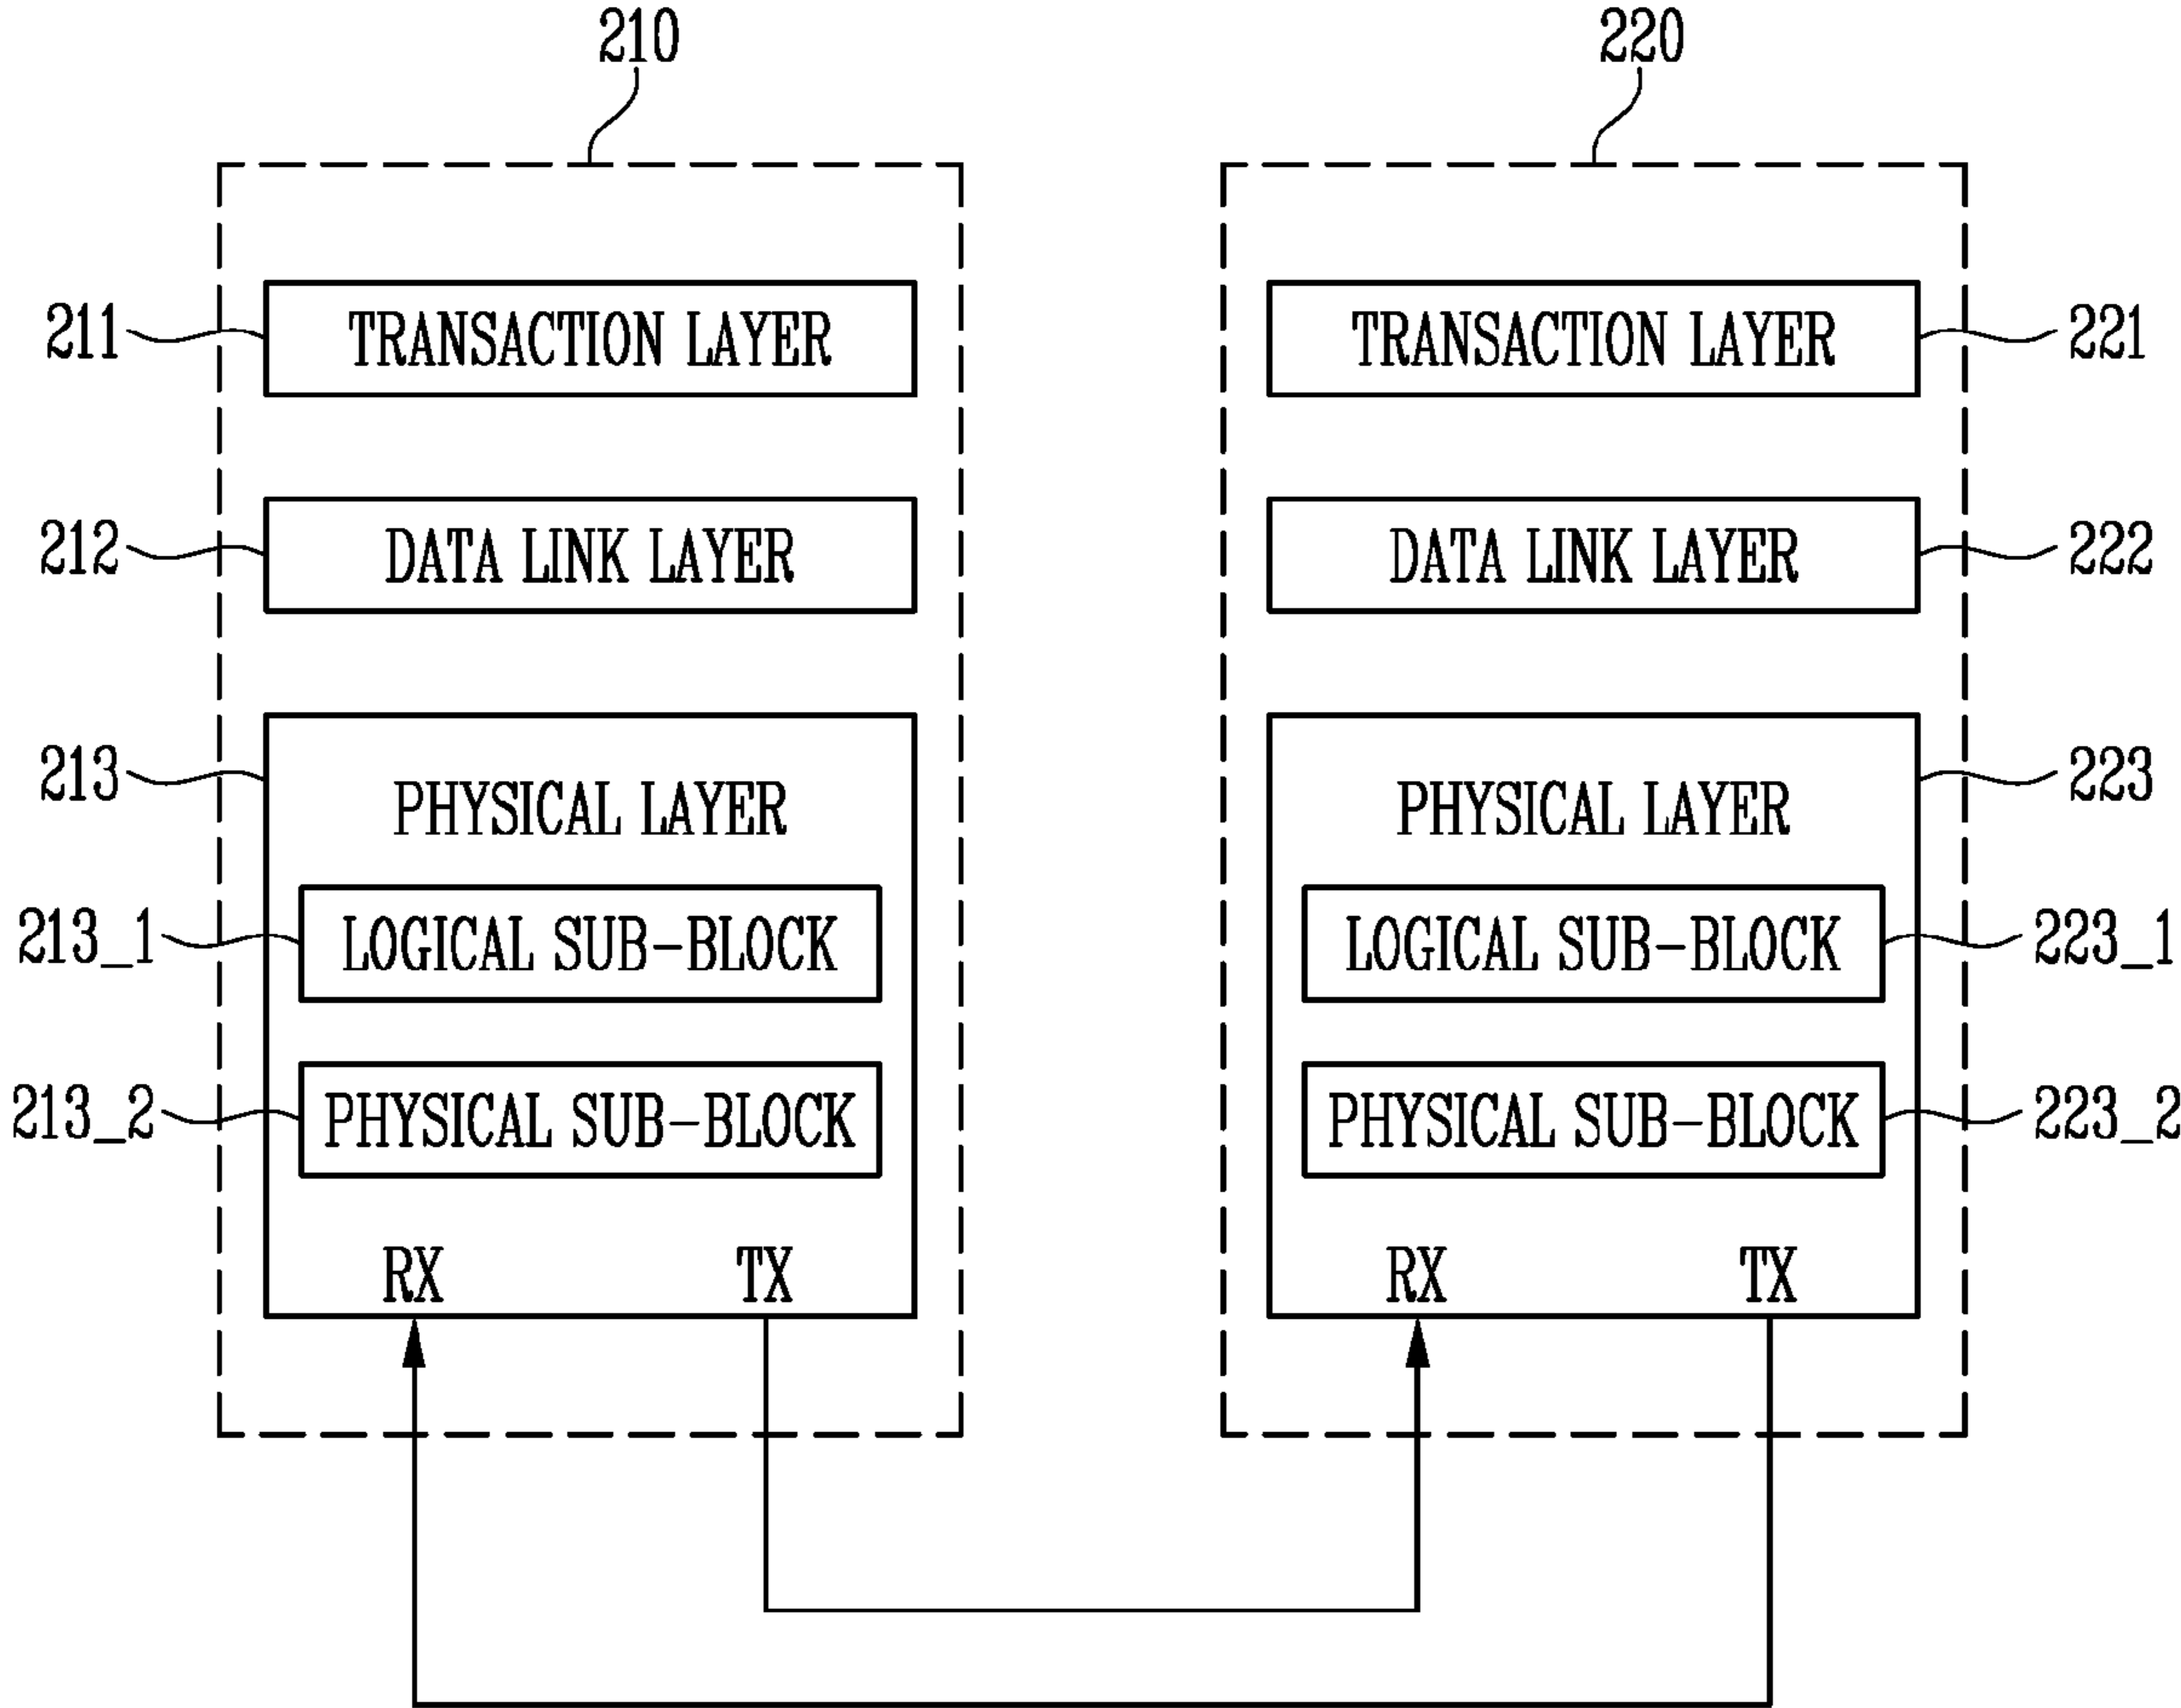 210
220
211
TRANSACTION LAYER
TRANSACTION LAYER
221
212
DATA LINK LAYER
DATA LINK LAYER
222
213
PHYSICAL LAYER
PHYSICAL LAYER
223
213_1
LOGICAL SUB-BLOCK
LOGICAL SUB-BLOCK
223_1
213_2
PHYSICAL SUB-BLOCK
PHYSICAL SUB-BLOCK
223_2
RX
TX
RX
TX